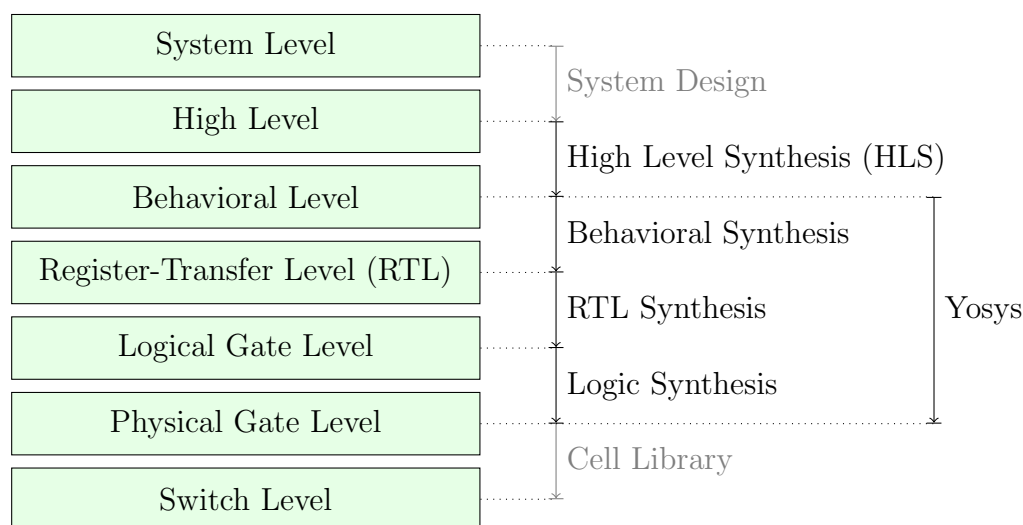 System Level
System Design
High Level
High Level Synthesis (HLS)
Behavioral Level
Behavioral Synthesis
Register-Transfer Level (RTL)
RTL Synthesis
Yosys
Logical Gate Level
Logic Synthesis
Physical Gate Level
Cell Library
Switch Level